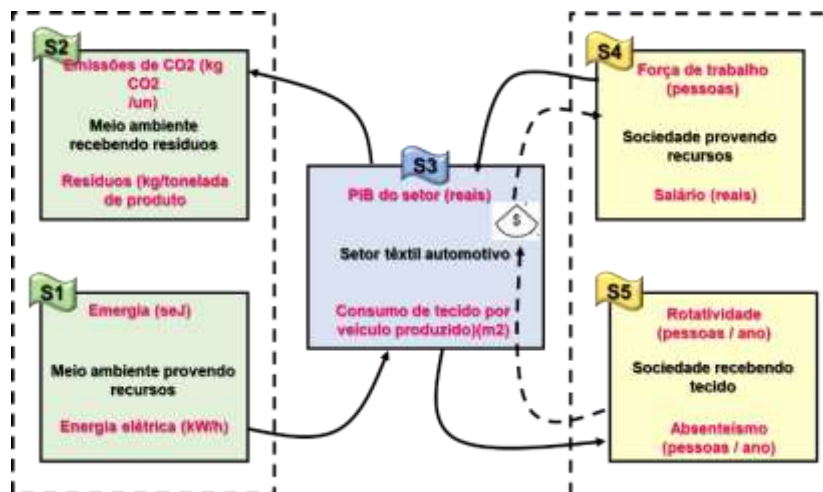 S2
Emissões de CO2 (kg
CO2
/un)
Meio ambiente
recebendo resíduos
Resíduos (kg/tonelada
de produto
S1
Emergia (seJ)
Meio ambiente provendo
recursos
Energia elétrica (kW/h)
S3
PIB do setor (reais)
$
Setor têxtil automotivo
Consumo de tecido por
veiculo produzido)(m2)
S4
Força de trabalho
(pessoas)
Sociedade provendo
recursos
Salário (reais)
S5
Rotatividade
(pessoas / ano)
Sociedade recebendo
tecido
Absenteísmo
(pessoas / ano)